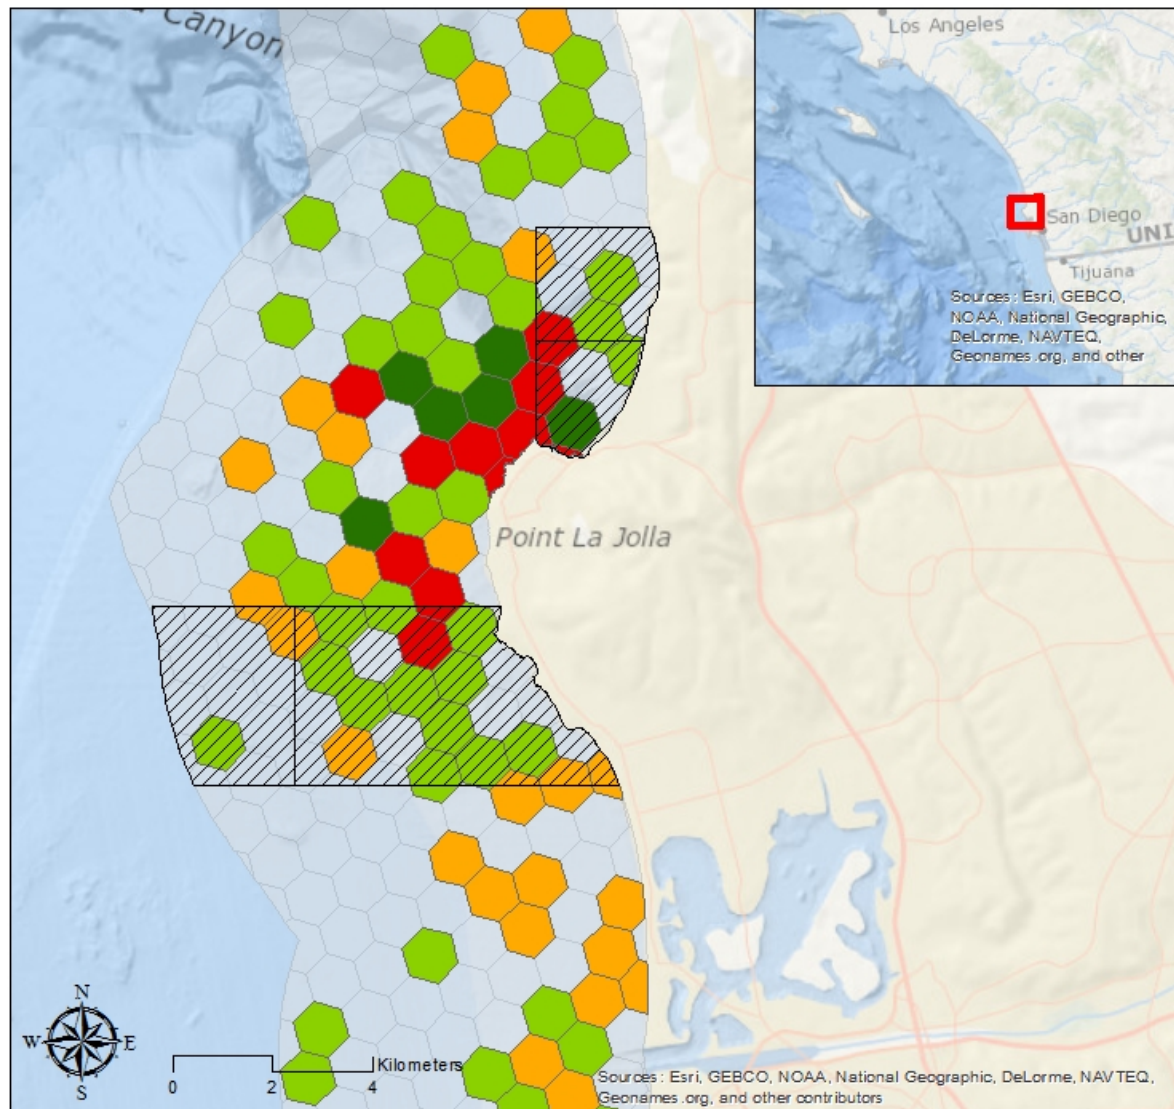 Canyon
Los Angeles
San Diego
UNI
Tijuana
Sources: Esri, GEBCO,
NOAA, National Geographic,
DeLorme, NAVTEQ,
Geonames.org, and other
Point La Jolla
N
W E
S
Kilometers
0 2 4
Sources: Esri, GEBCO, NOAA, National Geographic, DeLorme, NAVTEQ,
Geonames.org, and other contributors